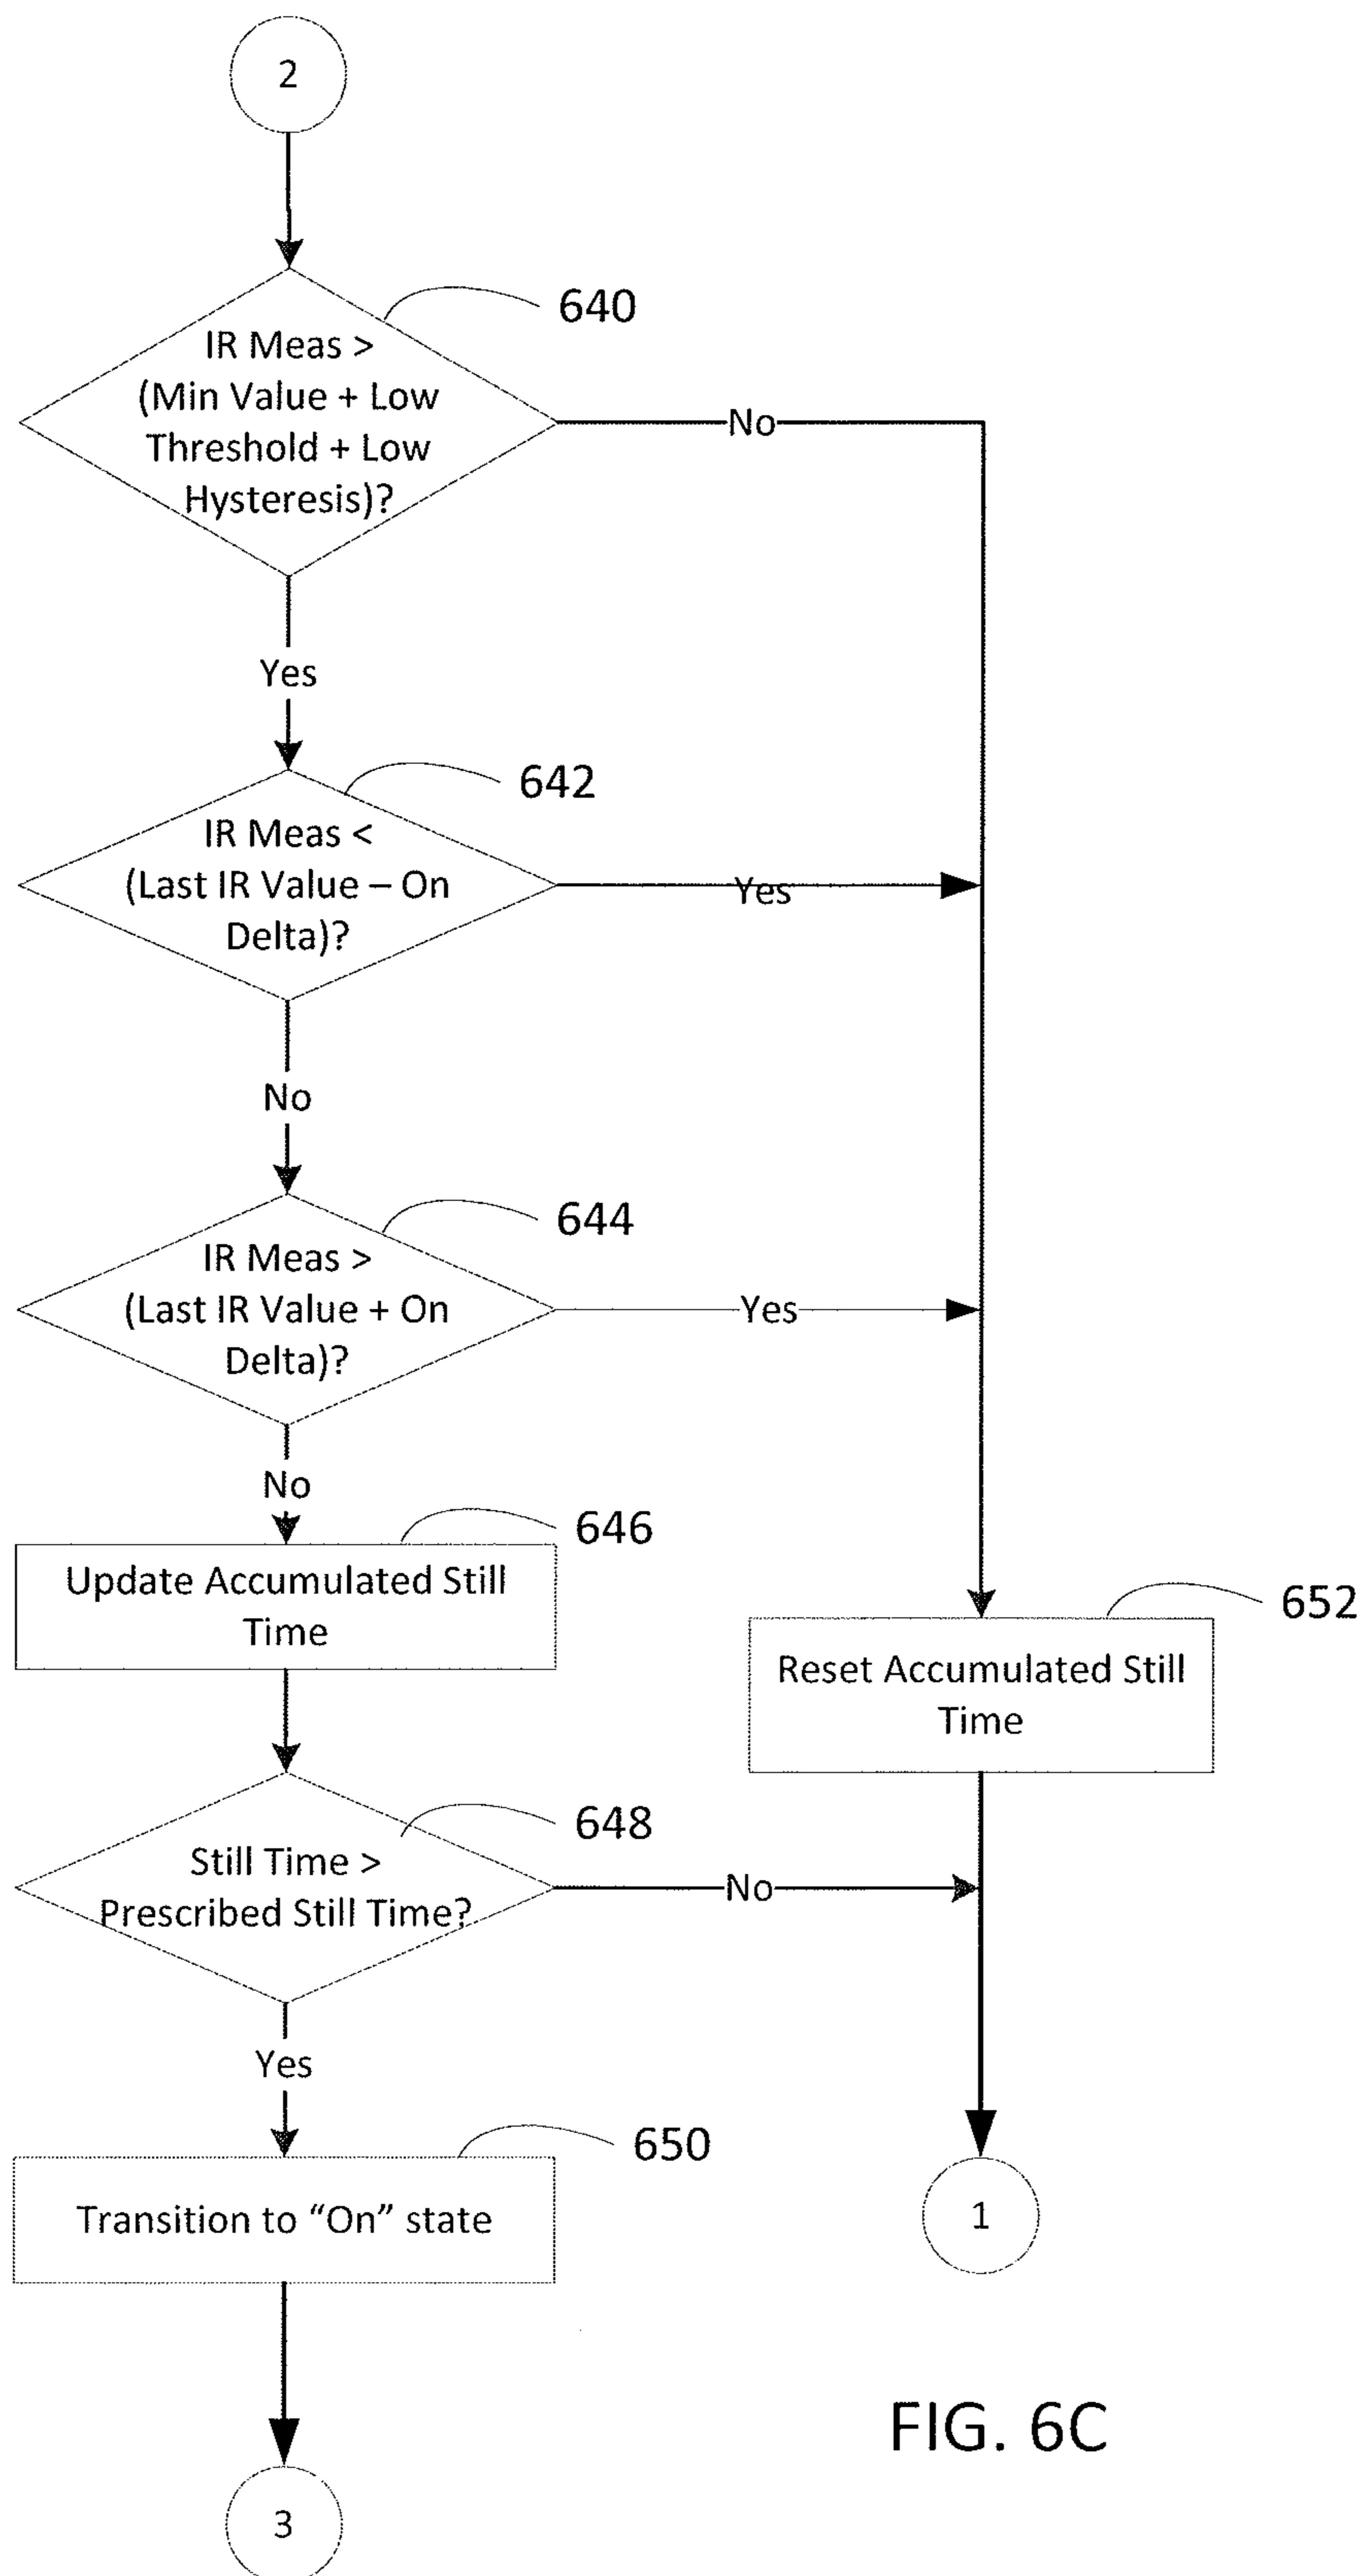 2
640
IR Meas >
(Min Value + Low
Threshold + Low
Hysteresis)?
No
Yes
642
IR Meas <
(Last IR Value – On
Delta)?
Yes
No
644
IR Meas >
(Last IR Value + On
Delta)?
Yes
No
646
Update Accumulated Still
Time
652
Reset Accumulated Still
Time
648
Still Time >
Prescribed Still Time?
No
Yes
650
Transition to “On” state
1
FIG. 6C
3